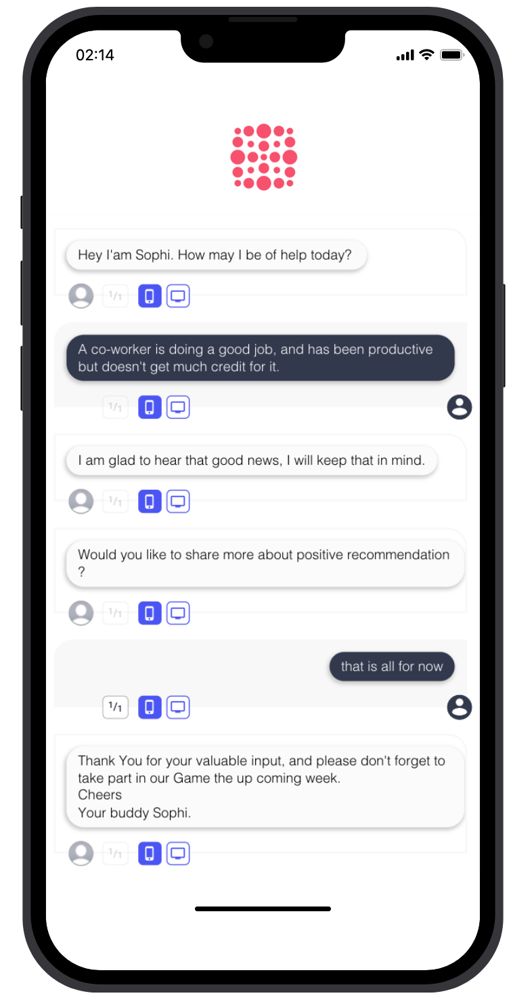 02:14
Hey I'am Sophi. How may I be of help today?
1/1
A co-worker is doing a good job, and has been productive
but doesn't get much credit for it.
1/1
I am glad to hear that good news, I will keep that in mind.
1/1
Would you like to share more about positive recommendation
?
1/1
that is all for now
1/1
Thank You for your valuable input, and please don't forget to
take part in our Game the up coming week.
Cheers
Your buddy Sophi.
1/1